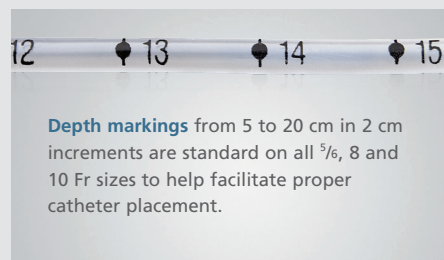 12 13 14 15
Depth markings from 5 to 20 cm in 2 cm
increments are standard on all 5/6, 8 and
10 Fr sizes to help facilitate proper
catheter placement.